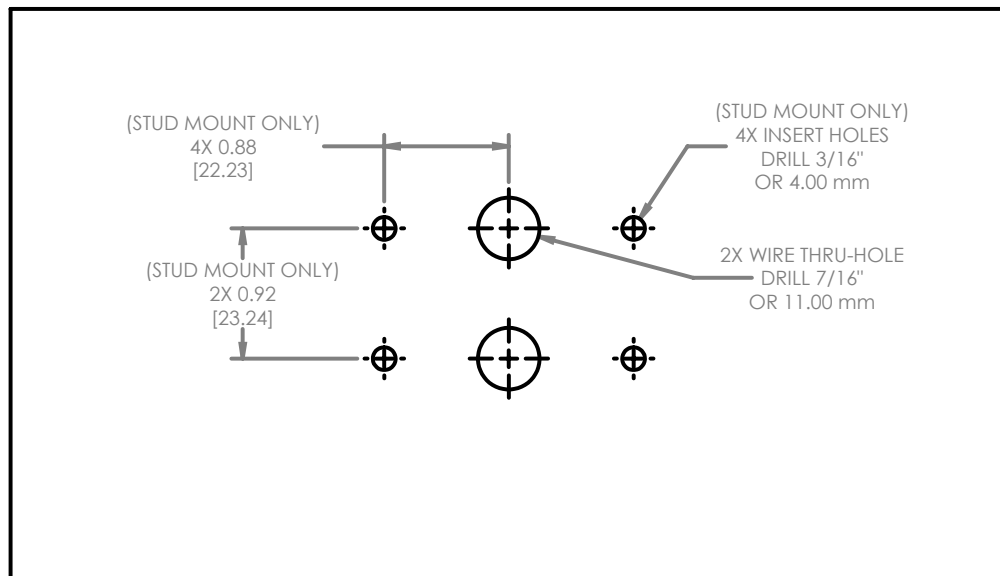 (STUD MOUNT ONLY)
4X 0.88
[22.23]
(STUD MOUNT ONLY)
4X INSERT HOLES
DRILL 3/16"
OR 4.00 mm
(STUD MOUNT ONLY)
2X 0.92
[23.24]
2X WIRE THRU-HOLE
DRILL 7/16"
OR 11.00 mm